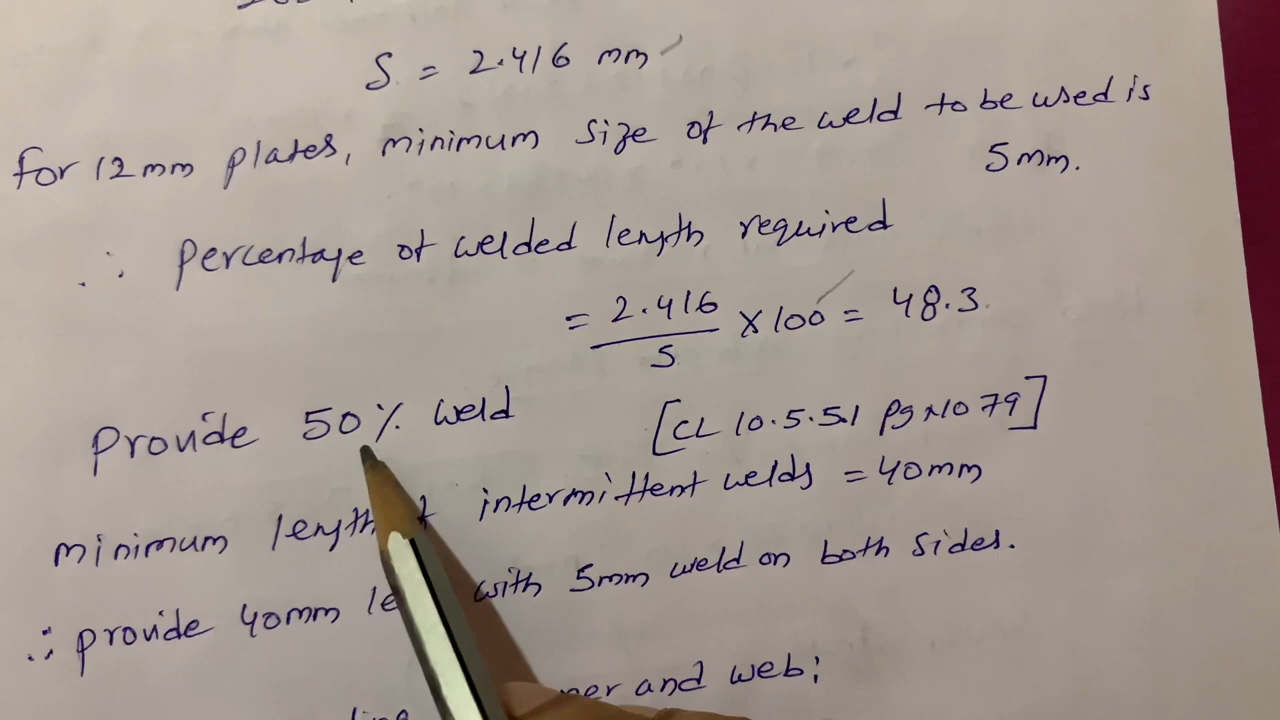 S = 2.416 mm
for 12mm plates, minimum size of the weld to be used is
5mm.
∴ percentage of welded length required
= 2.416/5 × 100 = 48.3
Provide 50% weld [CL 10.5.5.1 pg no 79]
minimum length intermittent welds = 40mm
∴ provide 40mm with 5mm weld on both sides.
and web;